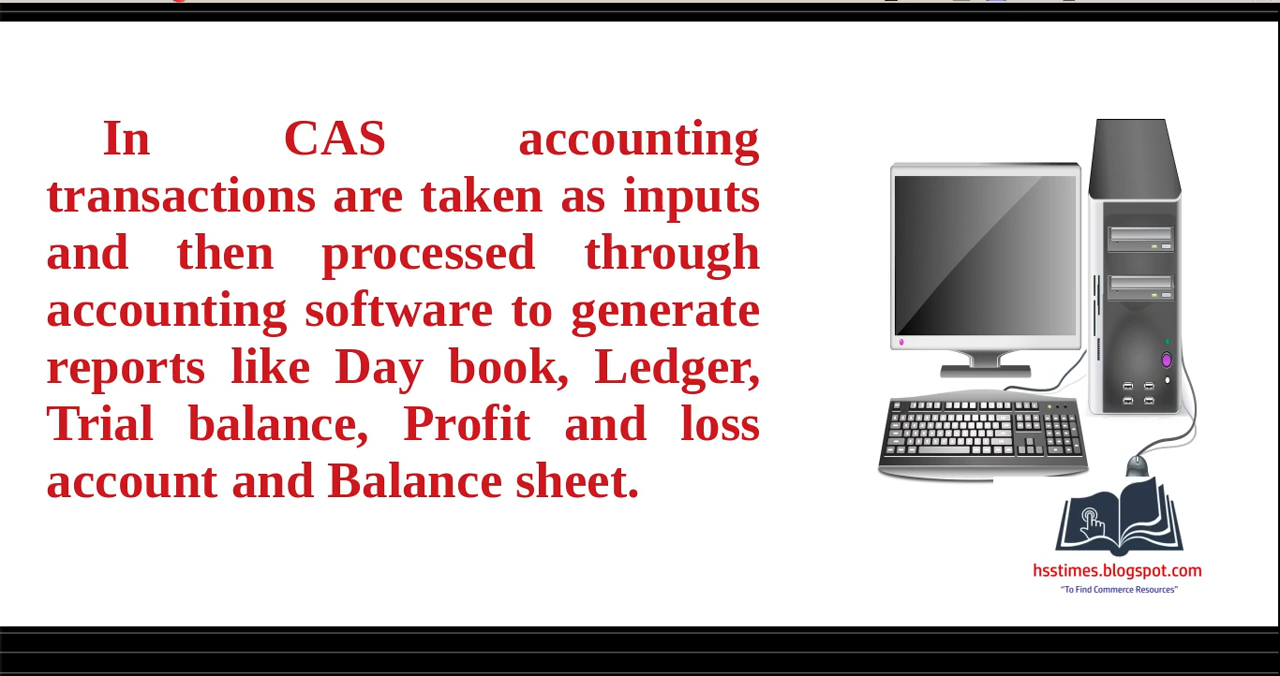 In CAS accounting
transactions are taken as inputs
and then processed through
accounting software to generate
reports like Day book, Ledger,
Trial balance, Profit and loss
account and Balance sheet.
hsstimes.blogspot.com
"To Find Commerce Resources"